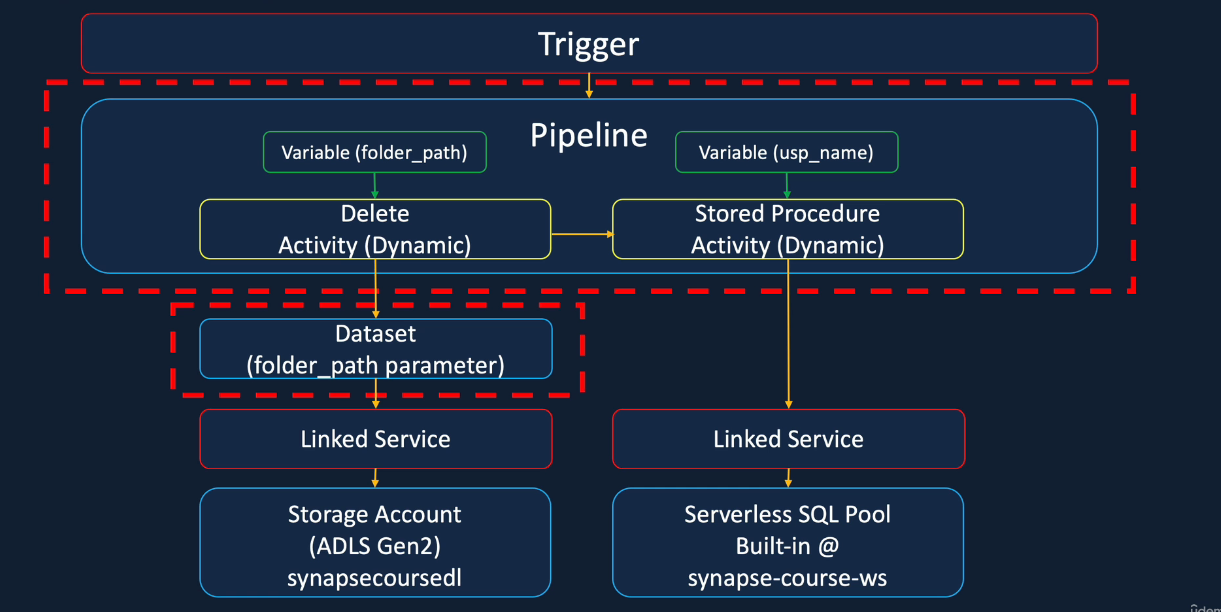 Trigger
Pipeline
Variable (folder_path)
Variable (usp_name)
Delete
Activity (Dynamic)
Stored Procedure
Activity (Dynamic)
Dataset
(folder_path parameter)
Linked Service
Linked Service
Storage Account
(ADLS Gen2)
synapsecoursedl
Serverless SQL Pool
Built-in @
synapse-course-ws